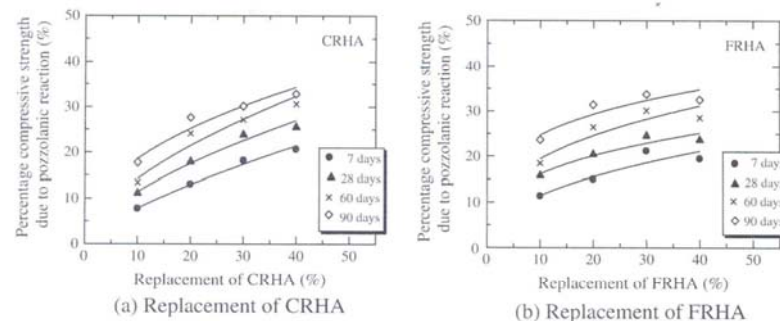 CRHA
Percentage compressive strength
due to pozzolanic reaction (%)
50
40
30
20
10
0
7 days
28 days
60 days
90 days
0 10 20 30 40 50
Replacement of CRHA (%)
(a) Replacement of CRHA
FRHA
Percentage compressive strength
due to pozzolanic reaction (%)
50
40
30
20
10
0
7 days
28 days
60 days
90 days
0 10 20 30 40 50
Replacement of FRHA (%)
(b) Replacement of FRHA